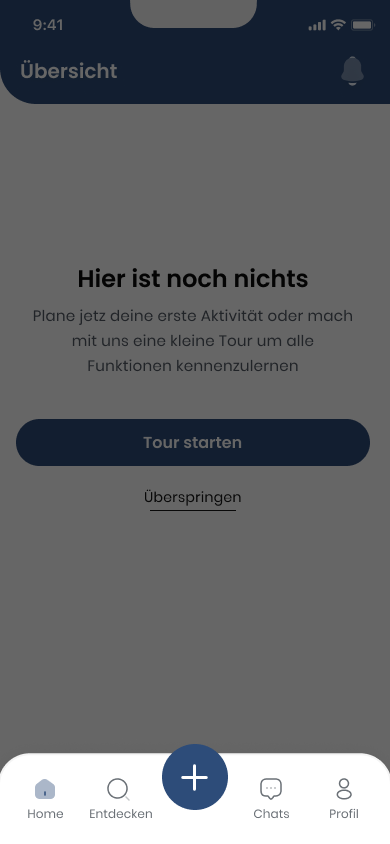 9:41
Übersicht
Hier ist noch nichts
Plane jetz deine erste Aktivität oder mach
mit uns eine kleine Tour um alle
Funktionen kennenzulernen
Tour starten
Überspringen
Home
Entdecken
Chats
Profil